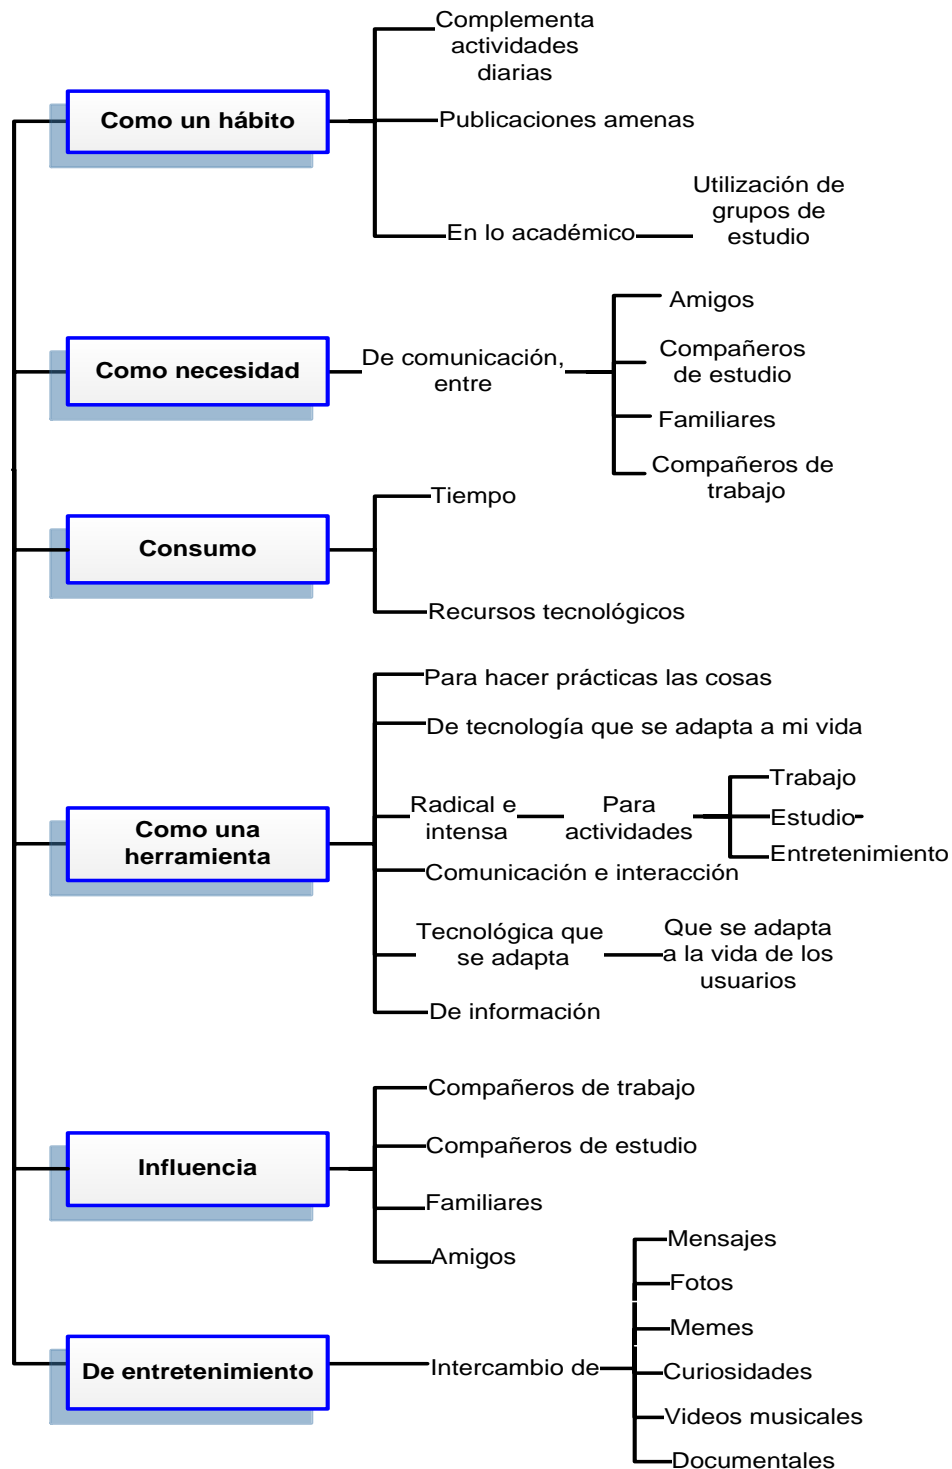 Complementa
actividades
diarias
Como un hábito
Publicaciones amenas
En lo académico
Utilización de
grupos de
estudio
Como necesidad
De comunicación,
entre
Amigos
Compañeros
de estudio
Familiares
Compañeros de
trabajo
Consumo
Tiempo
Recursos tecnológicos
Como una
herramienta
Para hacer prácticas las cosas
De tecnología que se adapta a mi vida
Radical e
intensa
Para
actividades
Trabajo
Estudio
Entretenimiento
Comunicación e interacción
Tecnológica que
se adapta
Que se adapta
a la vida de los
usuarios
De información
Influencia
Compañeros de trabajo
Compañeros de estudio
Familiares
Amigos
De entretenimiento
Intercambio de
Mensajes
Fotos
Memes
Curiosidades
Videos musicales
Documentales